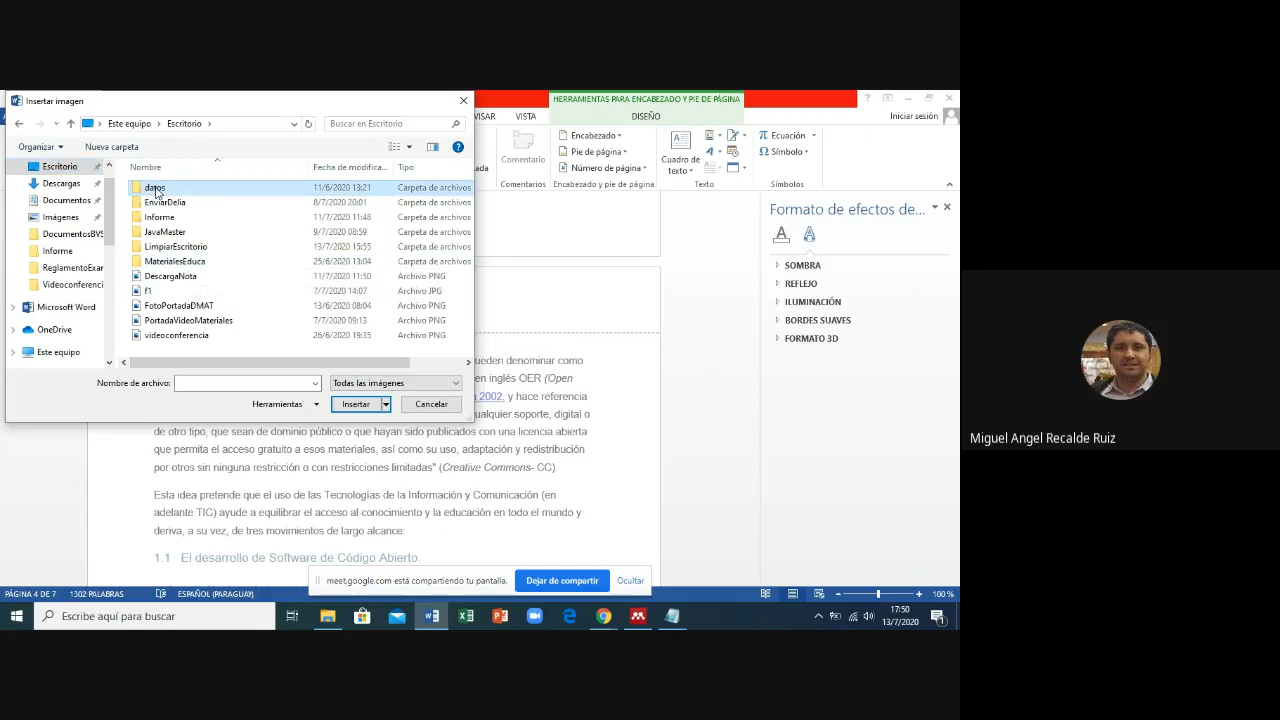 Insertar imagen
HERRAMIENTAS PARA ENCABEZADO Y PIE DE PÁGINA
ISAR
VISTA
DISEÑO
Iniciar sesión
Este equipo
Escritorio
Buscar en Escritorio
Organizar
Nueva carpeta
Comentario
Comentarios
Encabezado
Pie de página
Número de página
Encabezado y pie de página
Cuadro de texto
Texto
Ecuación
Símbolo
Símbolos
Escritorio
Descargas
Documentos
Imágenes
DocumentosBVS
Informe
ReglamentoExar
Videoconferenci
Microsoft Word
OneDrive
Este equipo
Nombre Fecha de modifica... Tipo
datos 11/6/2020 13:21 Carpeta de archivos
EnviarDelia 8/7/2020 20:01 Carpeta de archivos
Informe 11/7/2020 11:48 Carpeta de archivos
JavaMaster 9/7/2020 08:59 Carpeta de archivos
LimpiarEscritorio 13/7/2020 15:55 Carpeta de archivos
MaterialesEduca 25/6/2020 13:04 Carpeta de archivos
DescargaNota 11/7/2020 11:50 Archivo PNG
f1 7/7/2020 14:07 Archivo JPG
FotoPortadaDMAT 13/6/2020 08:04 Archivo PNG
PortadaVideoMateriales 7/7/2020 09:13 Archivo PNG
videoconferencia 26/6/2020 19:35 Archivo PNG
Nombre de archivo:
Todas las imágenes
Herramientas
Insertar
Cancelar
Formato de efectos de...
SOMBRA
REFLEJO
ILUMINACIÓN
BORDES SUAVES
FORMATO 3D
pueden denominar como
en inglés OER (Open
2002, y hace referencia
ualquier soporte, digital o
de otro tipo, que sean de dominio público o que hayan sido publicados con una licencia abierta
que permita el acceso gratuito a esos materiales, así como su uso, adaptación y redistribución
por otros sin ninguna restricción o con restricciones limitadas" (Creative Commons- CC).
Esta idea pretende que el uso de las Tecnologías de la Información y Comunicación (en
adelante TIC) ayude a equilibrar el acceso al conocimiento y la educación en todo el mundo y
deriva, a su vez, de tres movimientos de largo alcance:
1.1 El desarrollo de Software de Código Abierto.
meet.google.com está compartiendo tu pantalla.
Dejar de compartir
Ocultar
PÁGINA 4 DE 7
1302 PALABRAS
ESPAÑOL (PARAGUAY)
100 %
Escribe aquí para buscar
17:50
13/7/2020
1
Miguel Angel Recalde Ruiz